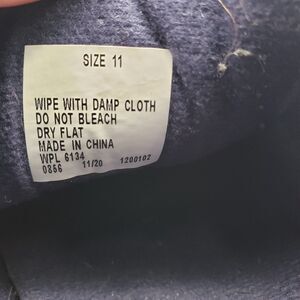 SIZE 11
WIPE WITH DAMP CLOTH
DO NOT BLEACH
DRY FLAT
MADE IN CHINA
WPL 6134
0866 11/20 1200102